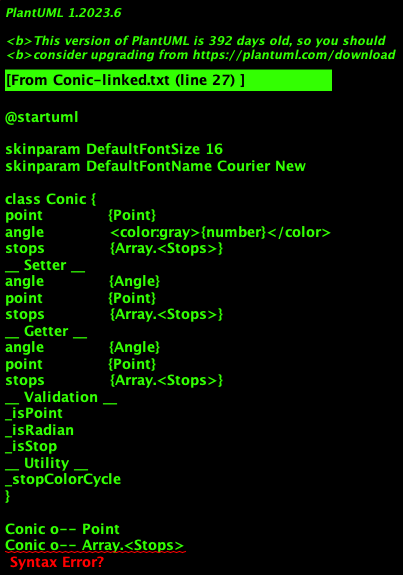 PlantUML 1.2023.6
<b>This version of PlantUML is 392 days old, so you should
<b>consider upgrading from https://plantuml.com/download
[From Conic-linked.txt (line 27) ]
@startuml
skinparam DefaultFontSize 16
skinparam DefaultFontName Courier New
class Conic {
point {Point}
angle <color:gray>{number}</color>
stops {Array.<Stops>}
__ Setter __
angle {Angle}
point {Point}
stops {Array.<Stops>}
__ Getter __
angle {Angle}
point {Point}
stops {Array.<Stops>}
__ Validation __
_isPoint
_isRadian
_isStop
__ Utility __
_stopColorCycle
}
Conic o-- Point
Conic o-- Array.<Stops>
Syntax Error?